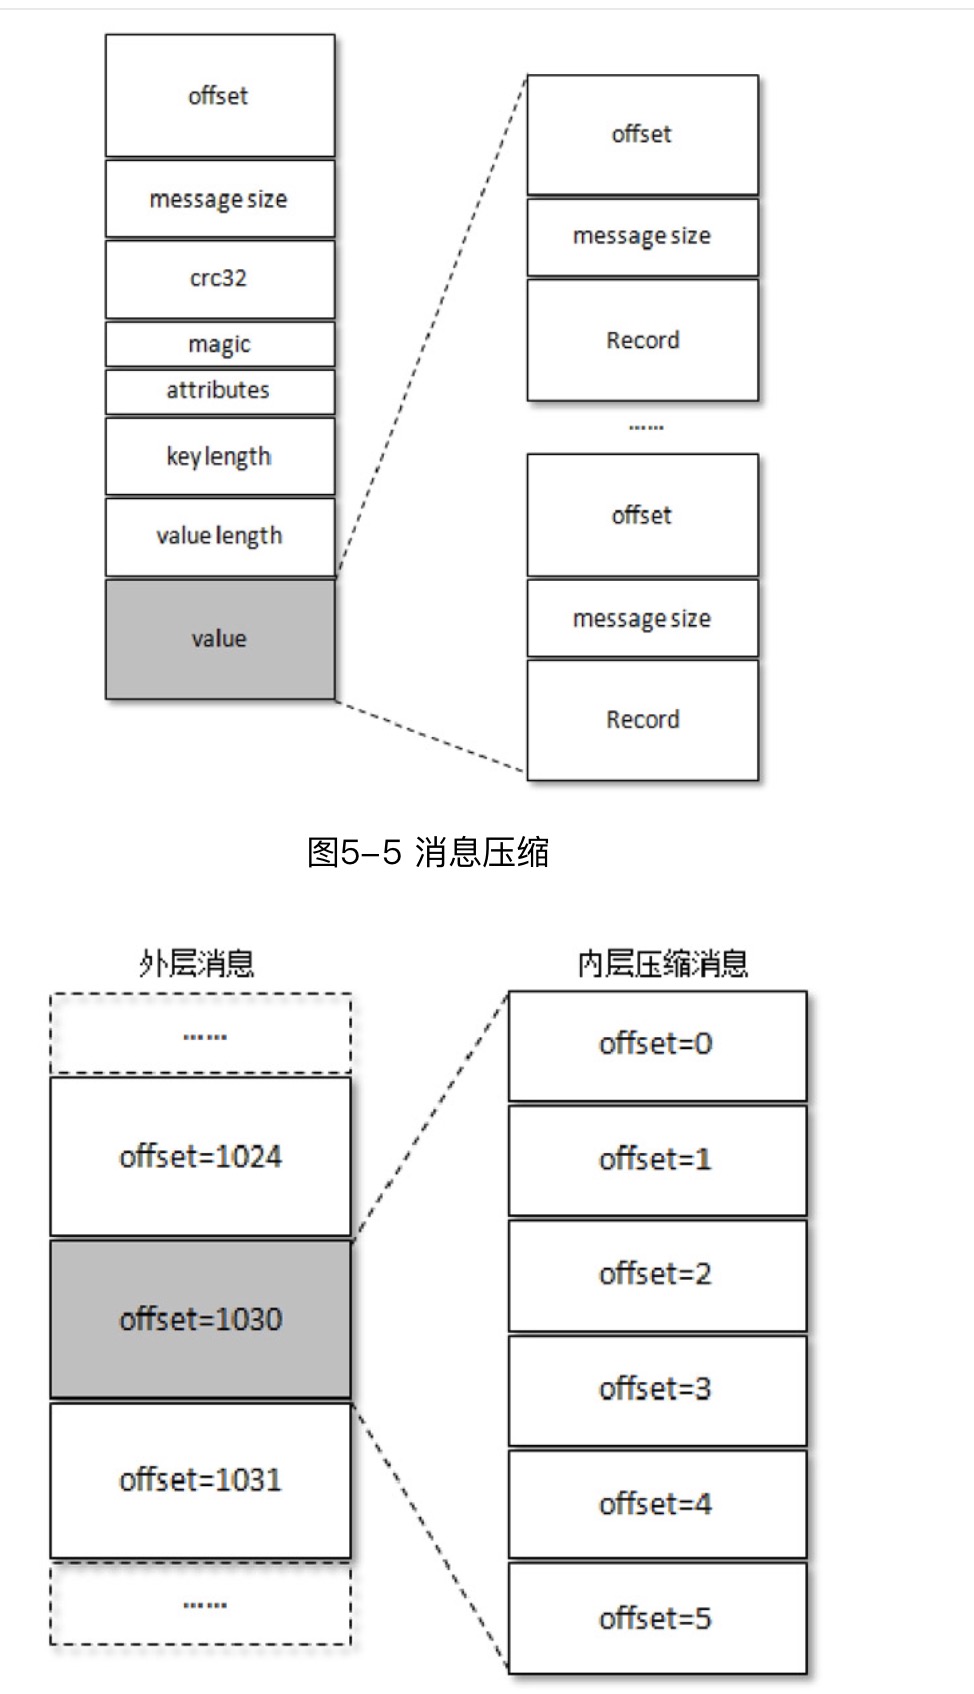 offset
message size
crc32
magic
attributes
key length
value length
value
offset
message size
Record
......
offset
message size
Record
图5-5 消息压缩
外层消息
......
offset=1024
offset=1030
offset=1031
......
内层压缩消息
offset=0
offset=1
offset=2
offset=3
offset=4
offset=5